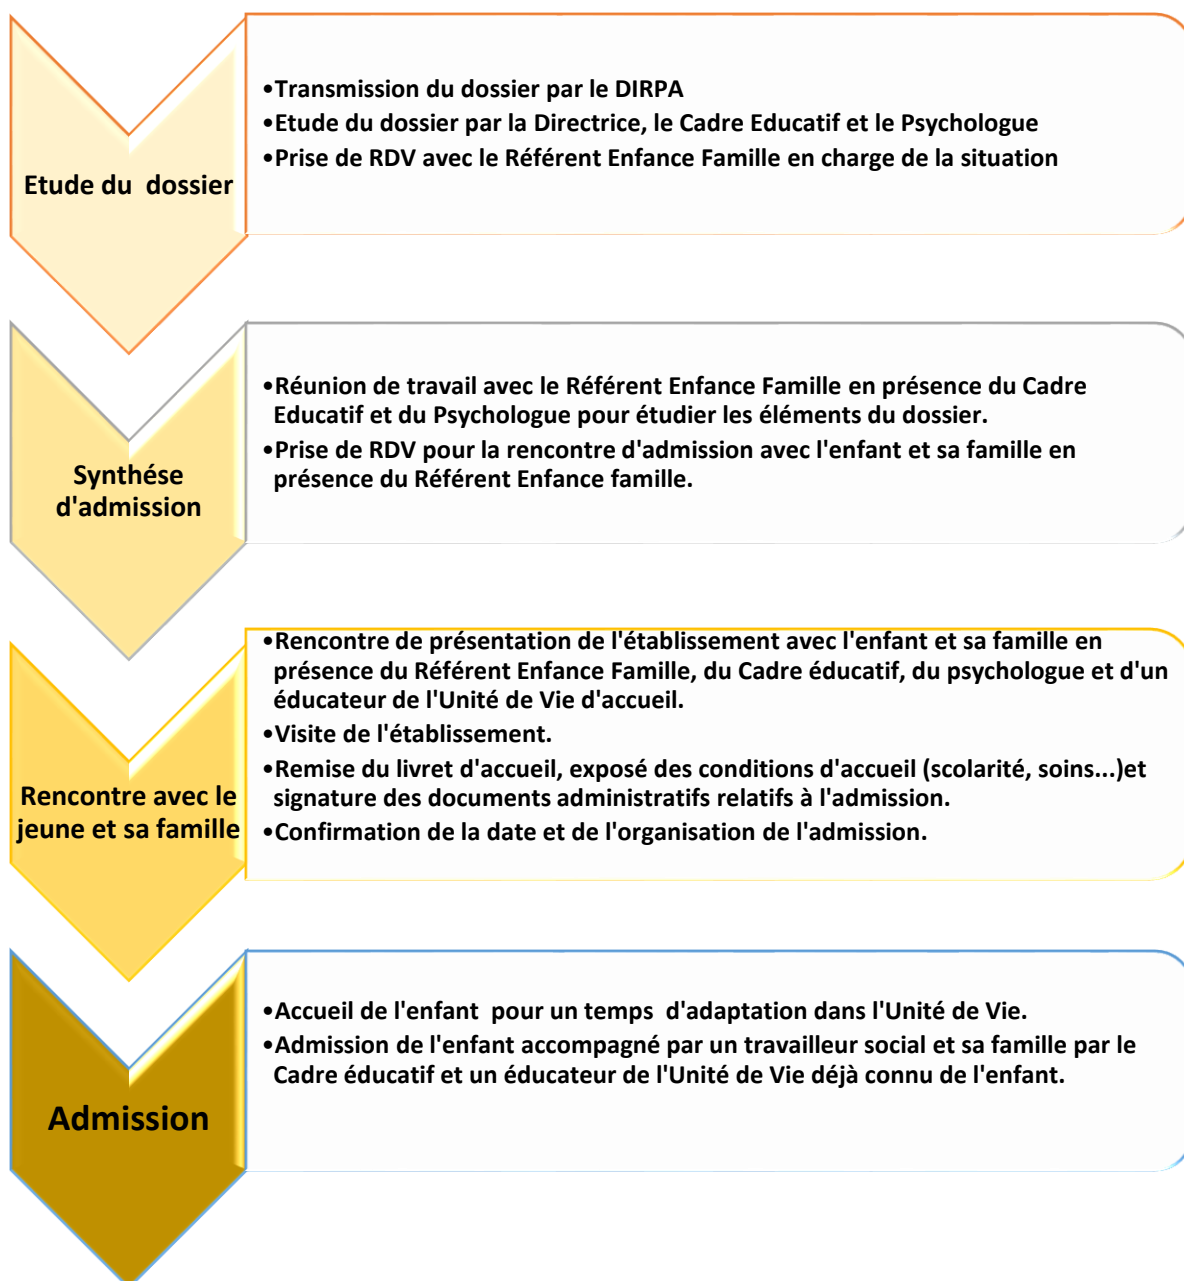 Etude du  dossier
•Transmission du dossier par le DIRPA
•Etude du dossier par la Directrice, le Cadre Educatif et le Psychologue
•Prise de RDV avec le Référent Enfance Famille en charge de la situation
Synthése
d'admission
•Réunion de travail avec le Référent Enfance Famille en présence du Cadre
Educatif et du Psychologue pour étudier les éléments du dossier.
•Prise de RDV pour la rencontre d'admission avec l'enfant et sa famille en
présence du Référent Enfance famille.
Rencontre avec le
jeune et sa famille
•Rencontre de présentation de l'établissement avec l'enfant et sa famille en
présence du Référent Enfance Famille, du Cadre éducatif, du psychologue et d'un
éducateur de l'Unité de Vie d'accueil.
•Visite de l'établissement.
•Remise du livret d'accueil, exposé des conditions d'accueil (scolarité, soins...)et
signature des documents administratifs relatifs à l'admission.
•Confirmation de la date et de l'organisation de l'admission.
Admission
•Accueil de l'enfant  pour un temps  d'adaptation dans l'Unité de Vie.
•Admission de l'enfant accompagné par un travailleur social et sa famille par le
Cadre éducatif et un éducateur de l'Unité de Vie déjà connu de l'enfant.